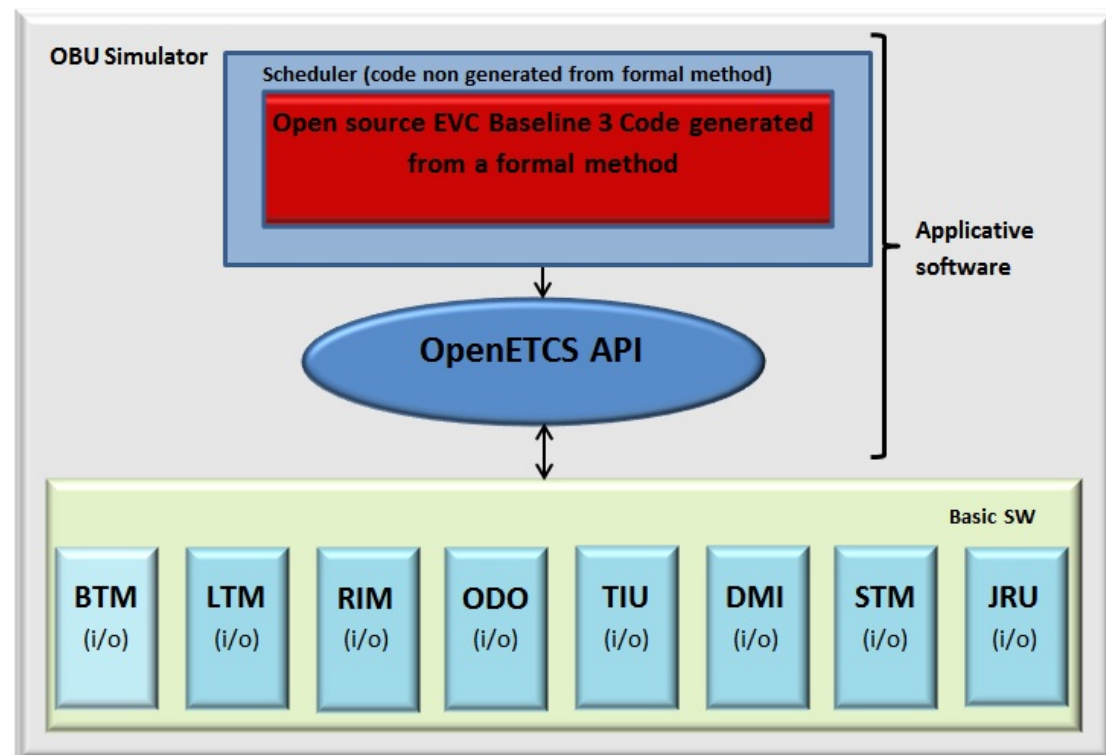 OBU Simulator
Scheduler (code non generated from formal method)
Open source EVC Baseline 3 Code generated
from a formal method
Applicative
software
OpenETCS API
Basic SW
BTM
(i/o)
LTM
(i/o)
RIM
(i/o)
ODO
(i/o)
TIU
(i/o)
DMI
(i/o)
STM
(i/o)
JRU
(i/o)